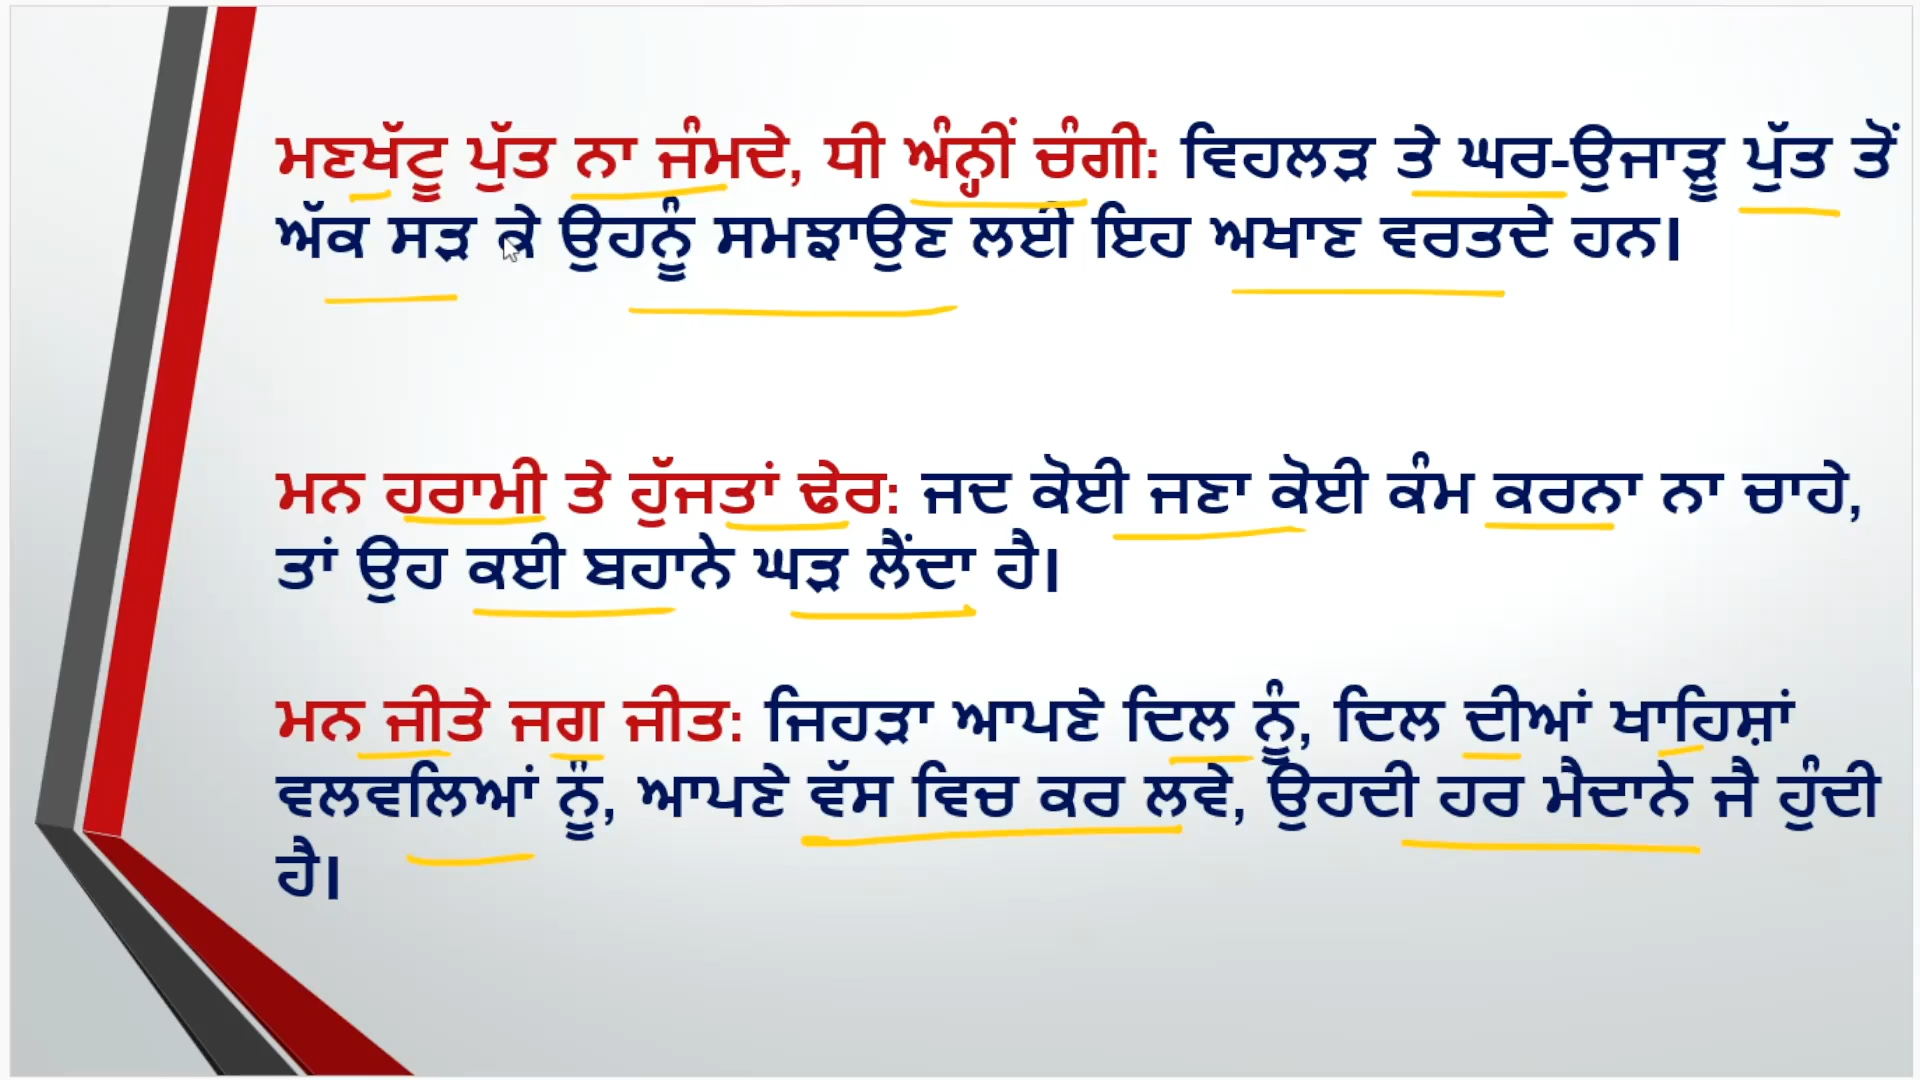 ਮਣਖੱਟੂ ਪੁੱਤ ਨਾ ਜੰਮਦੇ, ਧੀ ਅੰਨ੍ਹੀਂ ਚੰਗੀ: ਵਿਹਲੜ ਤੇ ਘਰ-ਉਜਾੜੂ ਪੁੱਤ ਤੋਂ
ਅੱਕ ਸੜ ਕੇ ਉਹਨੂੰ ਸਮਝਾਉਣ ਲਈ ਇਹ ਅਖਾਣ ਵਰਤਦੇ ਹਨ।
ਮਨ ਹਰਾਮੀ ਤੇ ਹੁੱਜਤਾਂ ਢੇਰ: ਜਦ ਕੋਈ ਜਣਾ ਕੋਈ ਕੰਮ ਕਰਨਾ ਨਾ ਚਾਹੇ,
ਤਾਂ ਉਹ ਕਈ ਬਹਾਨੇ ਘੜ ਲੈਂਦਾ ਹੈ।
ਮਨ ਜੀਤੇ ਜਗ ਜੀਤ: ਜਿਹੜਾ ਆਪਣੇ ਦਿਲ ਨੂੰ, ਦਿਲ ਦੀਆਂ ਖਾਹਿਸ਼ਾਂ
ਵਲਵਲਿਆਂ ਨੂੰ, ਆਪਣੇ ਵੱਸ ਵਿਚ ਕਰ ਲਵੇ, ਉਹਦੀ ਹਰ ਮੈਦਾਨੇ ਜੈ ਹੁੰਦੀ
ਹੈ।